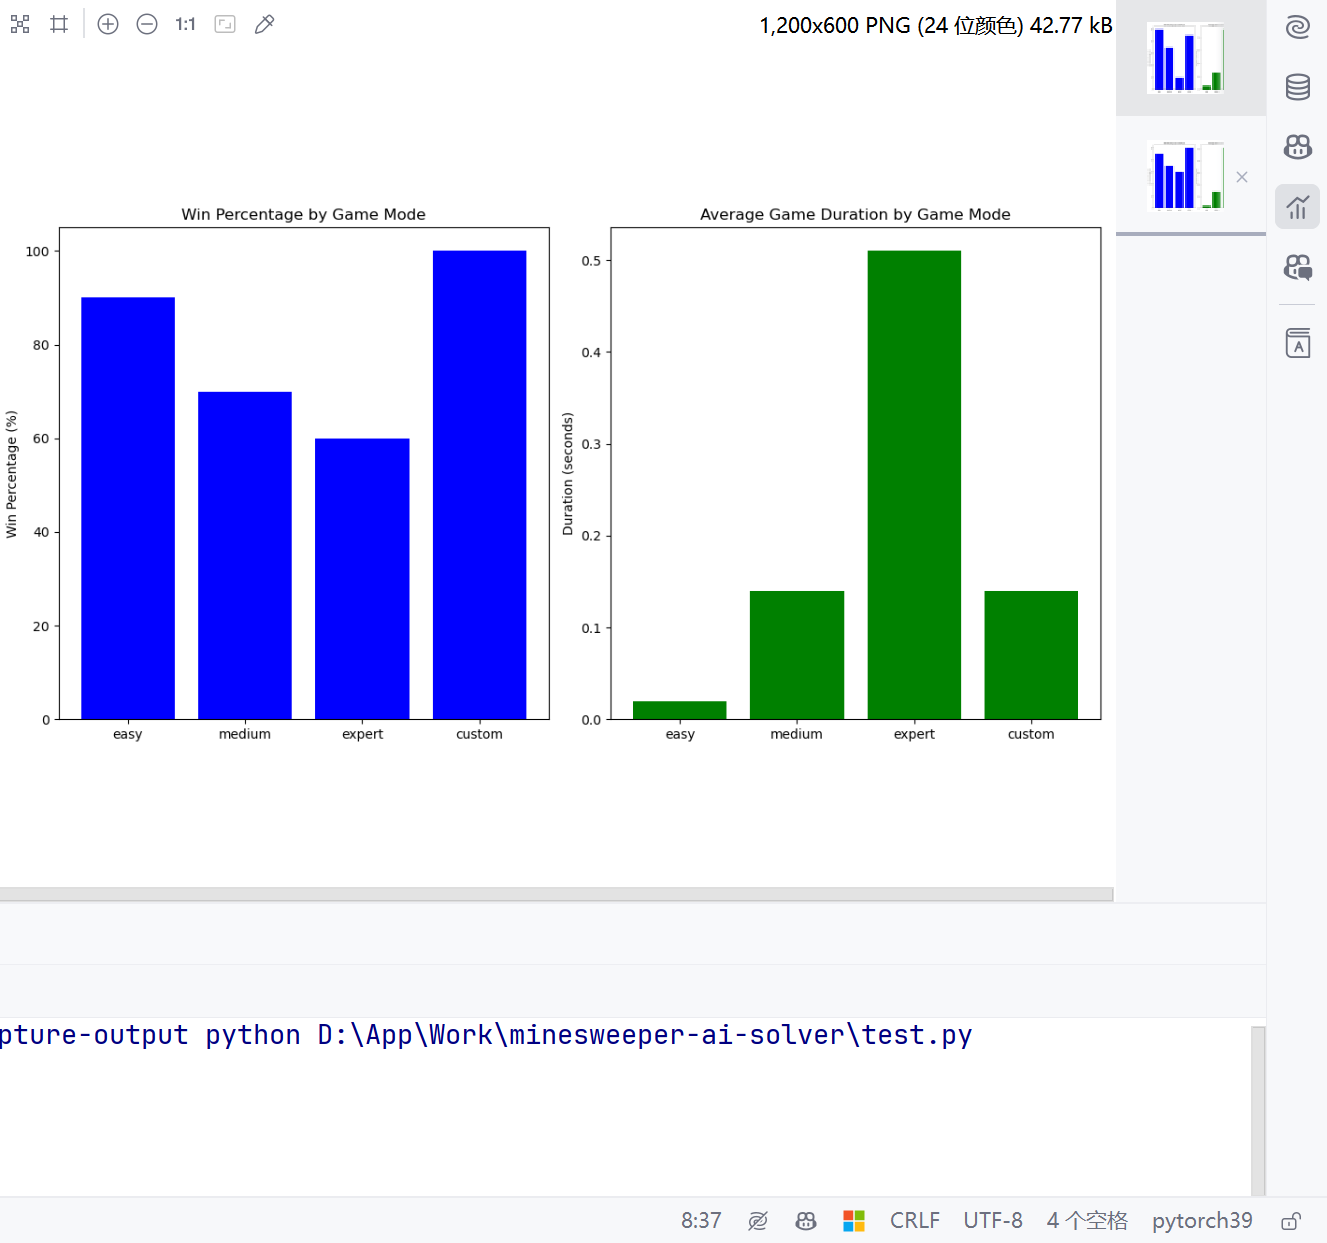 1:1
1,200x600 PNG (24 位颜色) 42.77 kB
Win Percentage by Game Mode
Win Percentage (%)
100
80
60
40
20
0
easy medium expert custom
Average Game Duration by Game Mode
Duration (seconds)
0.5
0.4
0.3
0.2
0.1
0.0
easy medium expert custom
A
pture-output python D:\App\Work\minesweeper-ai-solver\test.py
8:37 CRLF UTF-8 4 个空格 pytorch39